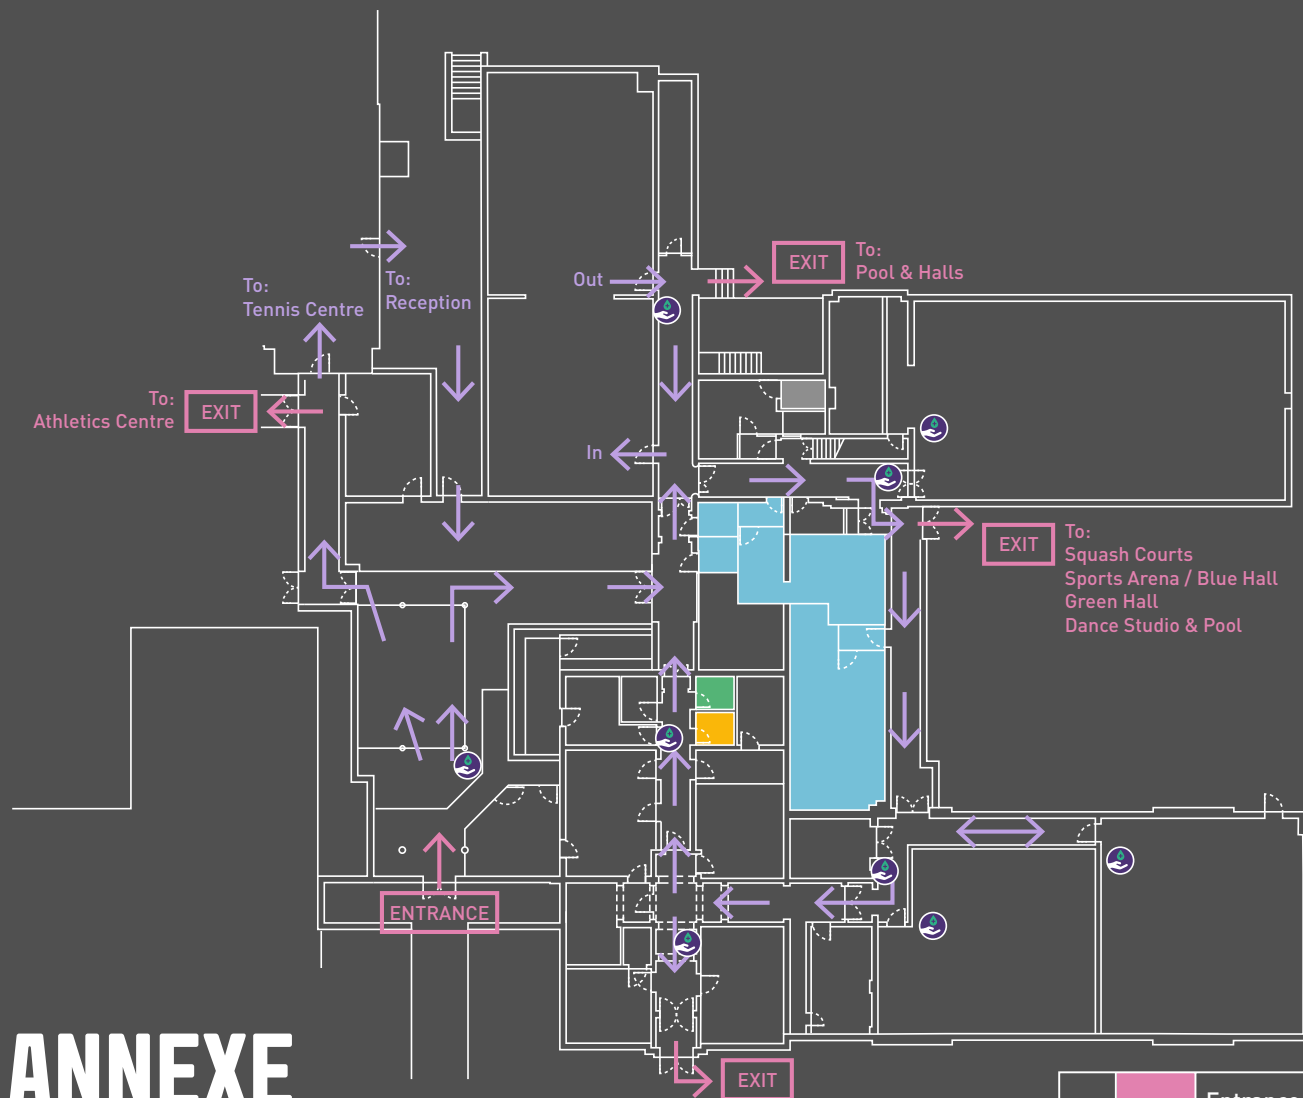 EXIT
To:
Pool & Halls
Out
To:
Tennis Centre
To:
Reception
To:
Athletics Centre
EXIT
In
EXIT
To:
Squash Courts
Sports Arena / Blue Hall
Green Hall
Dance Studio & Pool
ENTRANCE
ANNEXE
EXIT
Entrance